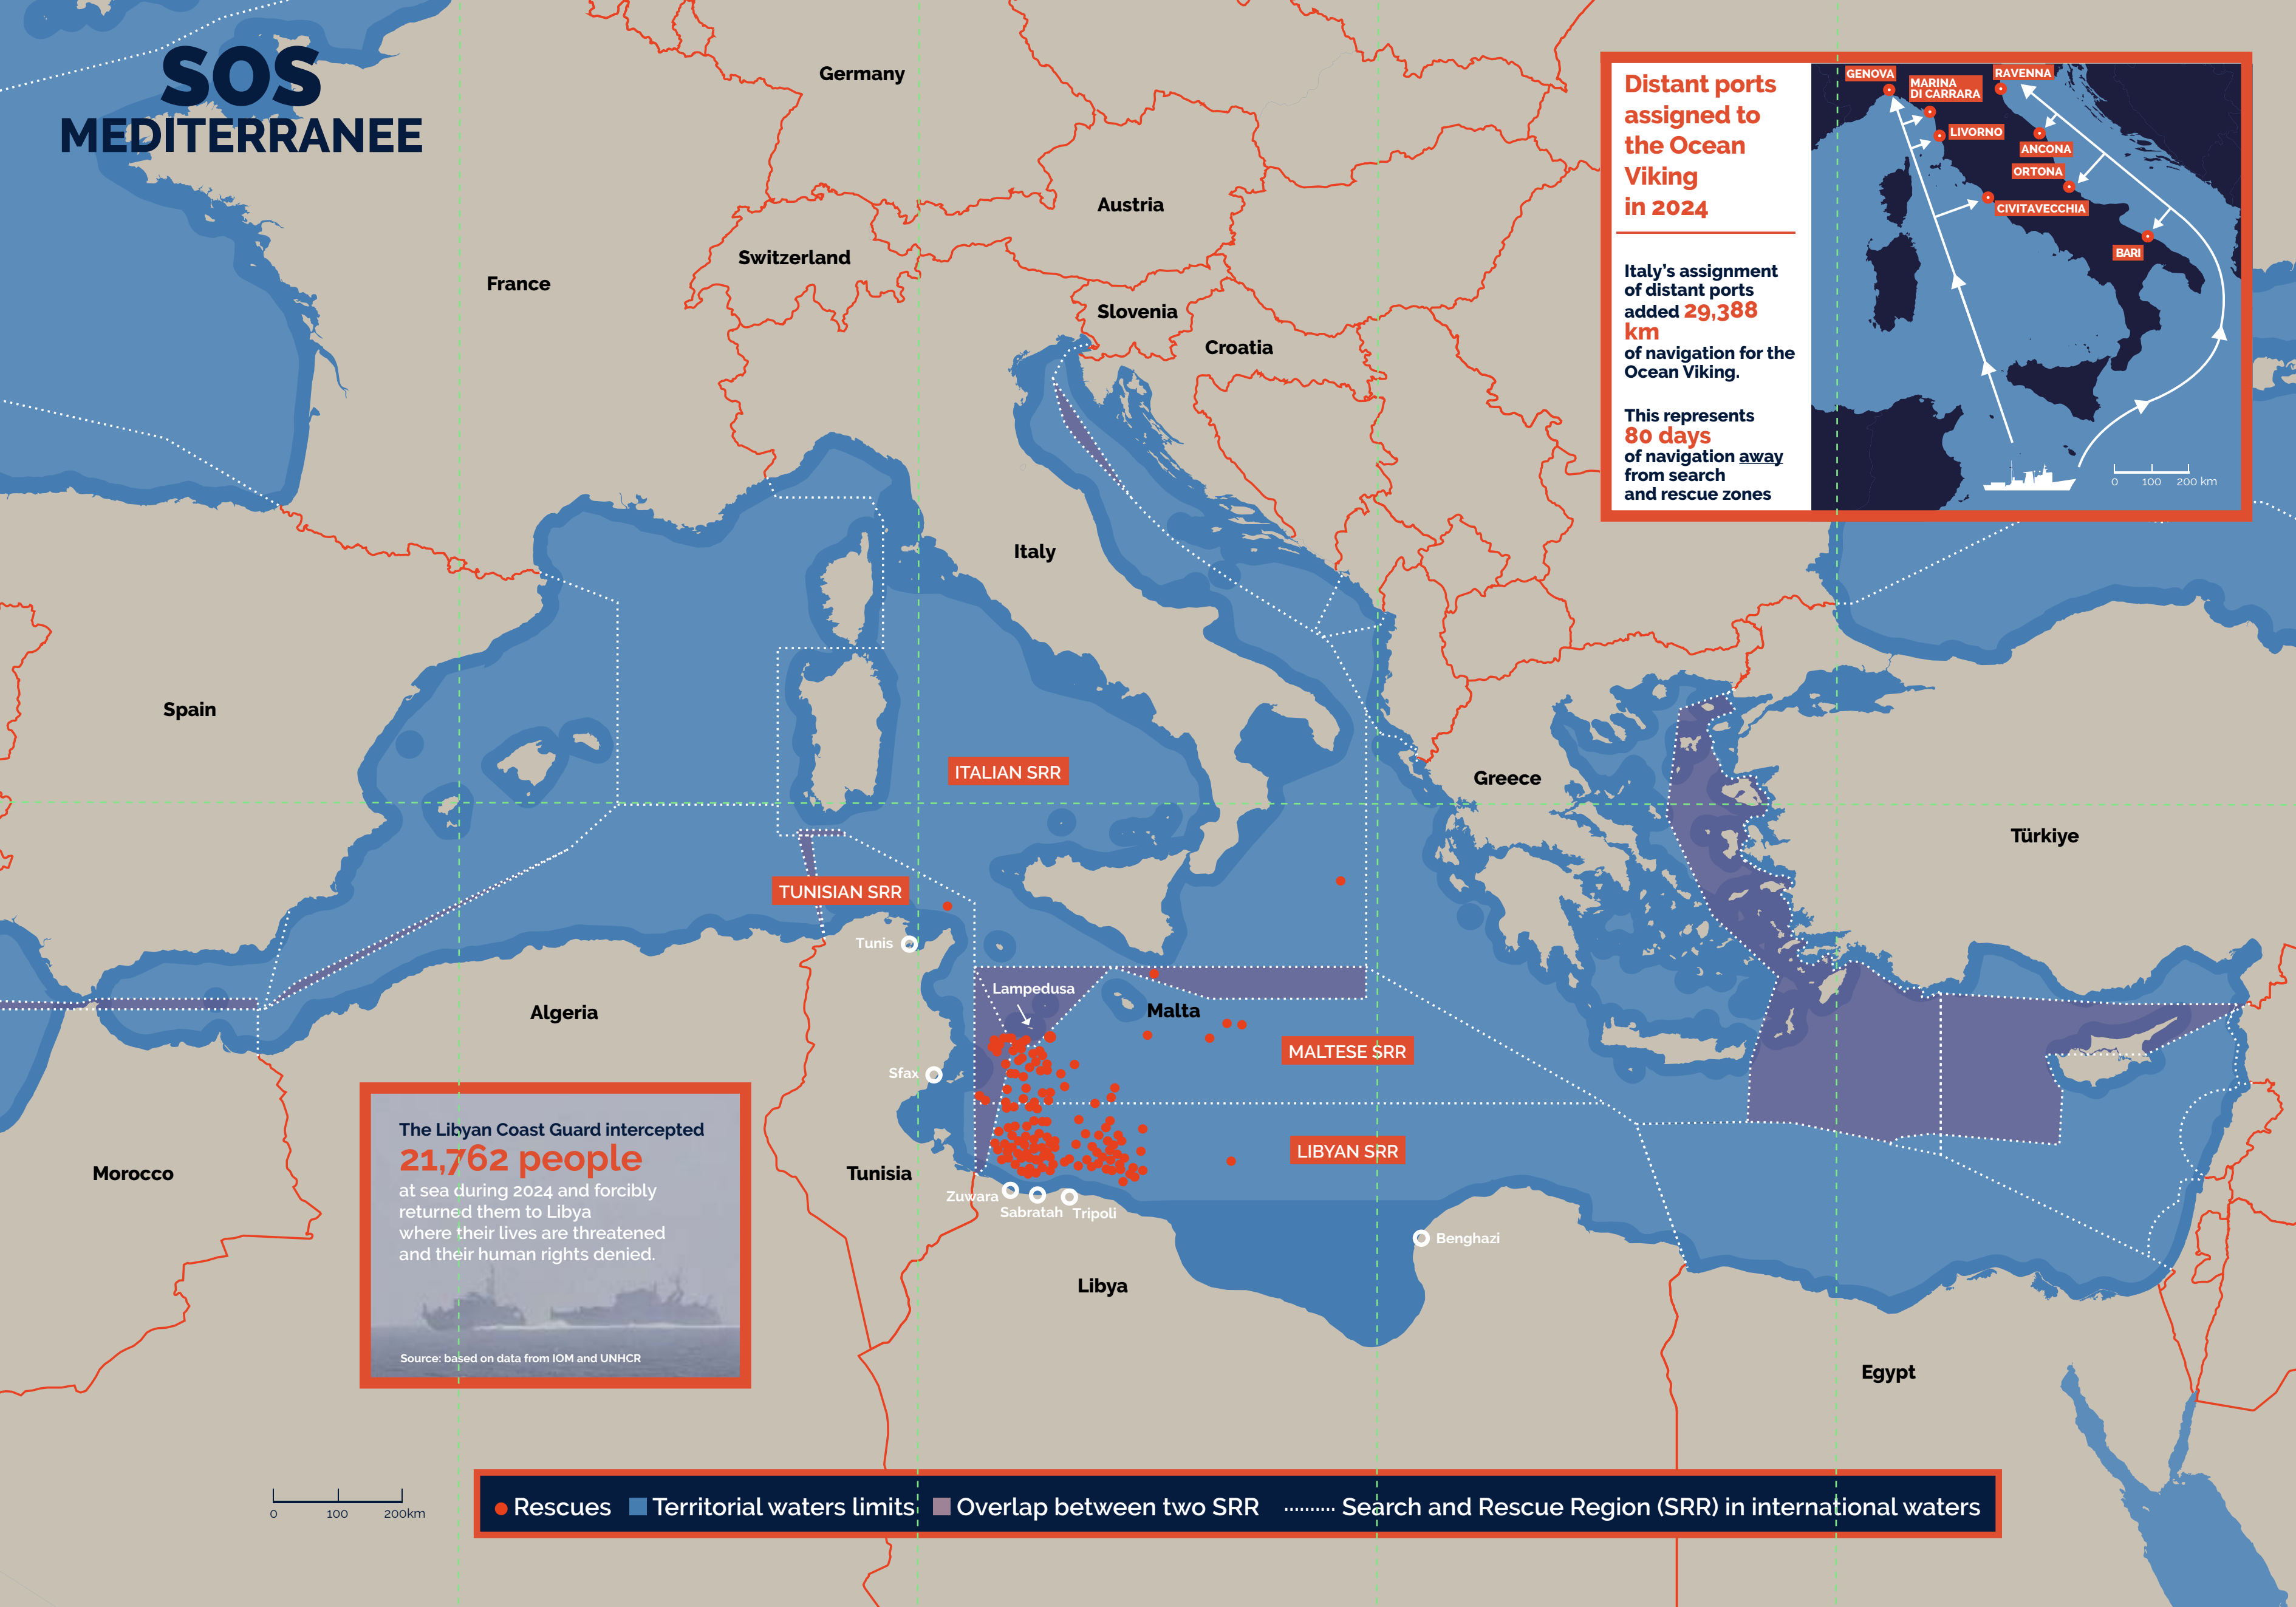 SOS
MEDITERRANEE
Germany
Austria
Switzerland
France
Slovenia
Croatia
Italy
Spain
Greece
Türkiye
Algeria
Malta
Morocco
Tunisia
Libya
Egypt
ITALIAN SRR
TUNISIAN SRR
MALTESE SRR
LIBYAN SRR
Tunis
Lampedusa
Sfax
Zuwara
Sabratah
Tripoli
Benghazi
Distant ports
assigned to
the Ocean
Viking
in 2024
Italy's assignment
of distant ports
added 29,388
km
of navigation for the
Ocean Viking.
This represents
80 days
of navigation away
from search
and rescue zones
GENOVA
MARINA
DI CARRARA
RAVENNA
LIVORNO
ANCONA
ORTONA
CIVITAVECCHIA
BARI
0 100 200 km
The Libyan Coast Guard intercepted
21,762 people
at sea during 2024 and forcibly
returned them to Libya
where their lives are threatened
and their human rights denied.
Source: based on data from IOM and UNHCR
0 100 200km
Rescues Territorial waters limits Overlap between two SRR Search and Rescue Region (SRR) in international waters